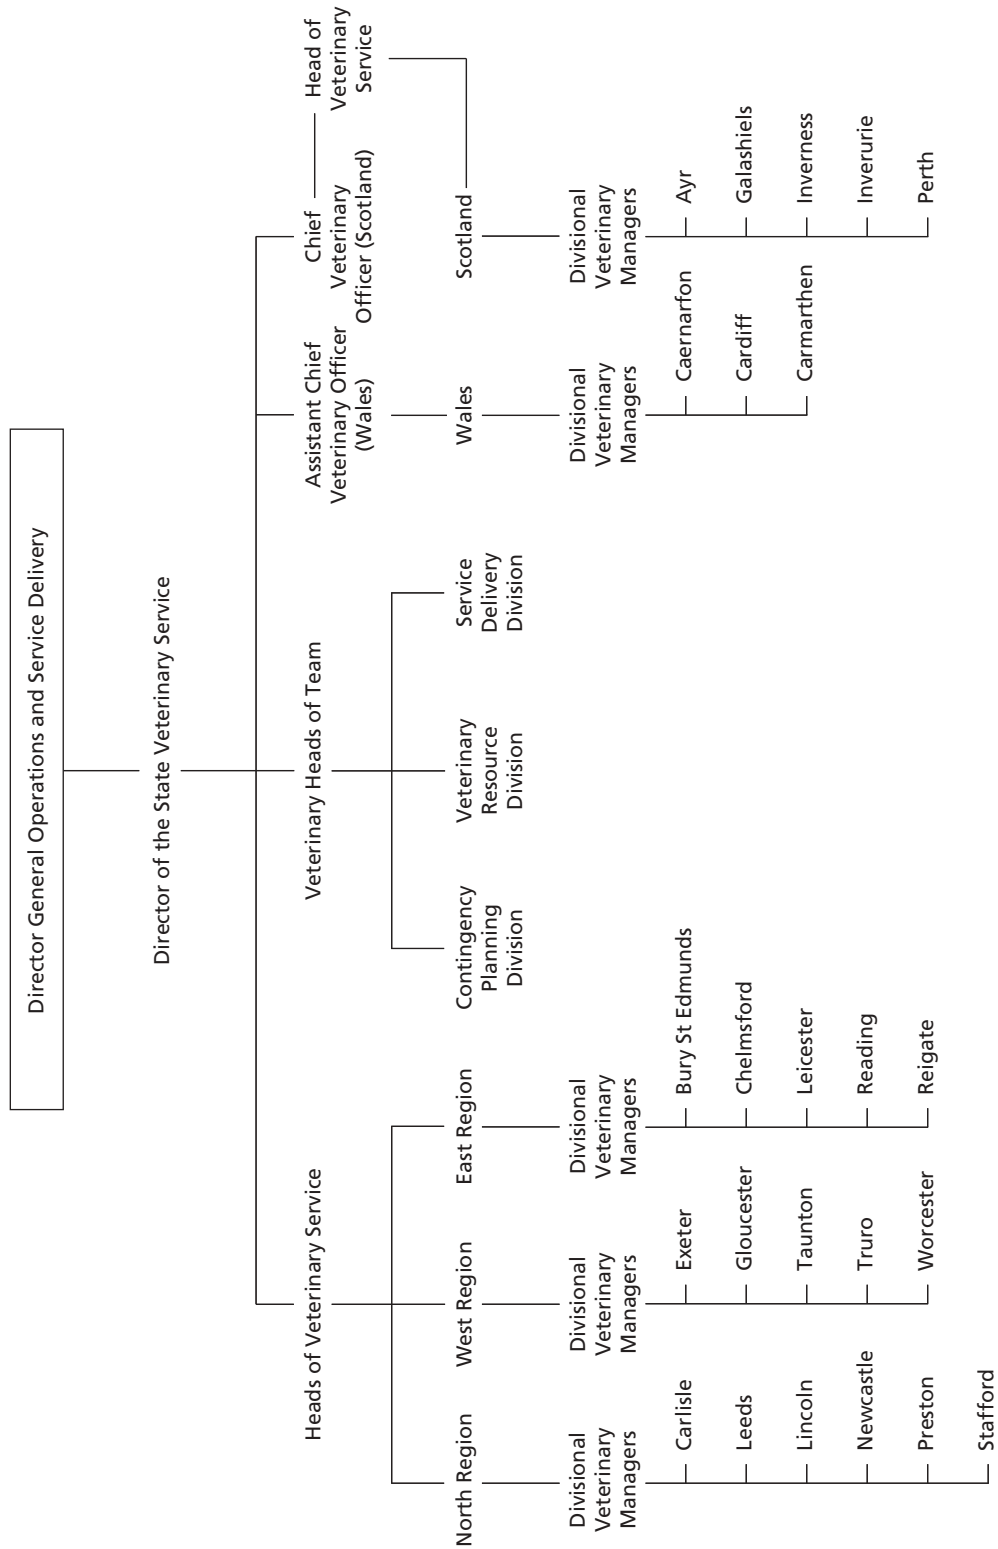 Director General Operations and Service Delivery
Director of the State Veterinary Service
Heads of Veterinary Service
Veterinary Heads of Team
Assistant Chief
Veterinary Officer
(Wales)
Chief
Veterinary
Officer (Scotland)
Head of
Veterinary
Service
North Region
West Region
East Region
Contingency
Planning
Division
Veterinary
Resource
Division
Service
Delivery
Division
Wales
Scotland
Divisional
Veterinary
Managers
Carlisle
Leeds
Lincoln
Newcastle
Preston
Stafford
Divisional
Veterinary
Managers
Exeter
Gloucester
Taunton
Truro
Worcester
Divisional
Veterinary
Managers
Bury St Edmunds
Chelmsford
Leicester
Reading
Reigate
Divisional
Veterinary
Managers
Caernarfon
Cardiff
Carmarthen
Divisional
Veterinary
Managers
Ayr
Galashiels
Inverness
Inverurie
Perth